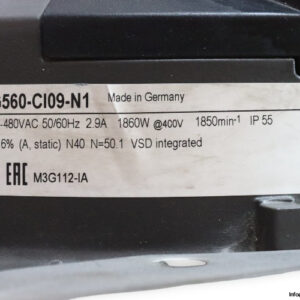 G560-CI09-N1 Made in Germany
-480VAC 50/60Hz 2.9A 1860W @400V 1850min-1 IP 55
6% (A, static) N40 N=50.1 VSD integrated
EAC M3G112-IA